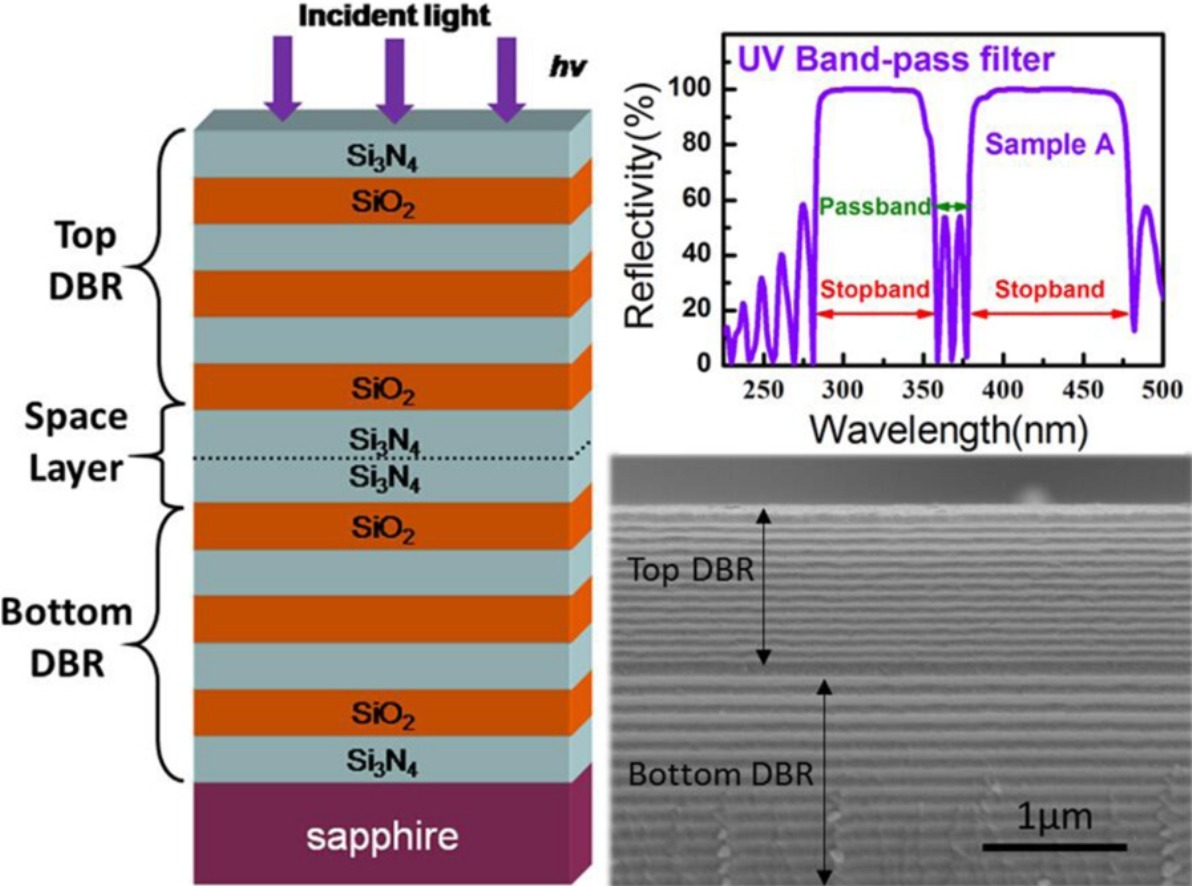 Incident light
hv
Si₃N₄
SiO₂
Top
DBR
SiO₂
Space
Layer
Si₃N₄
Si₃N₄
SiO₂
Bottom
DBR
SiO₂
Si₃N₄
sapphire
UV Band-pass filter
Sample A
Passband
Stopband
Stopband
Reflectivity(%)
100
80
60
40
20
0
250 300 350 400 450 500
Wavelength(nm)
Top DBR
Bottom DBR
1μm